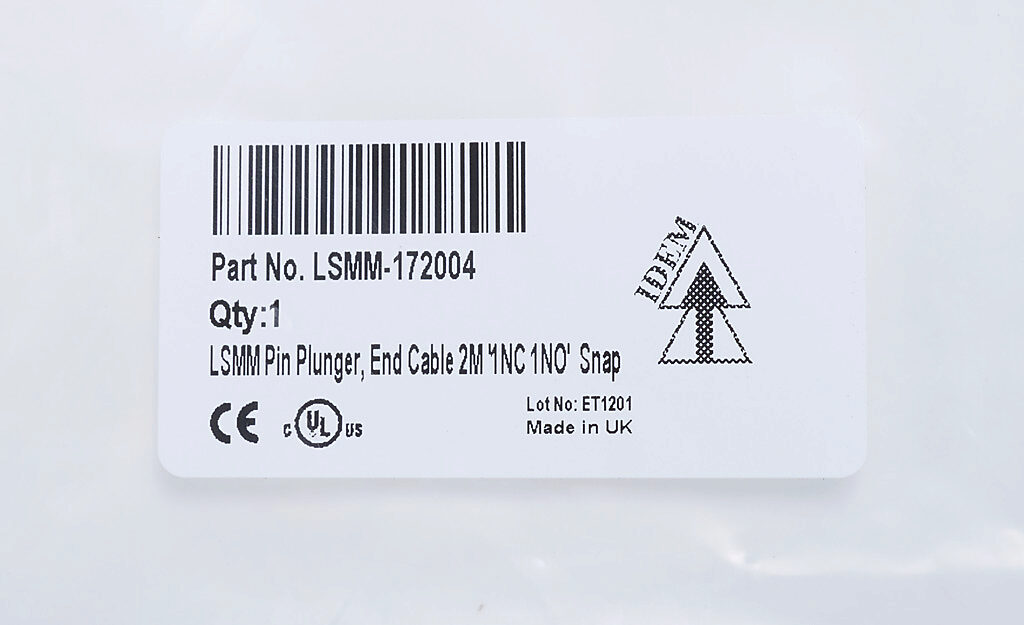 Part No. LSMM-172004
Qty:1
LSMM Pin Plunger, End Cable 2M '1NC 1NO' Snap
CE
c UL US
Lot No: ET1201
Made in UK
IDEM